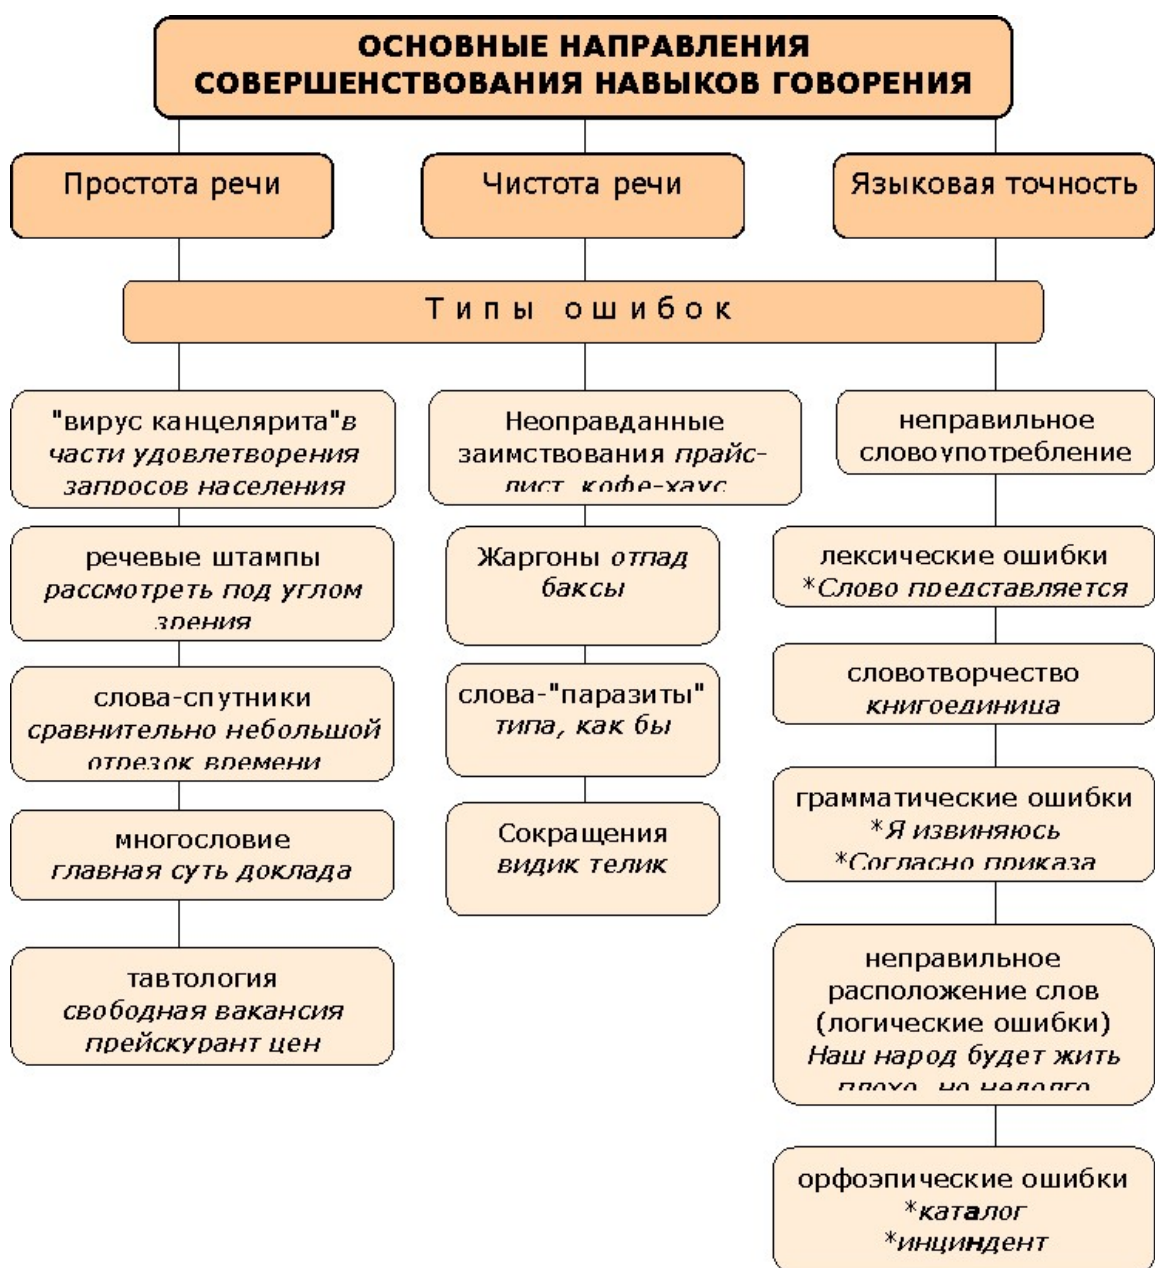 ОСНОВНЫЕ НАПРАВЛЕНИЯ
СОВЕРШЕНСТВОВАНИЯ НАВЫКОВ ГОВОРЕНИЯ
Простота речи
Чистота речи
Языковая точность
Типы ошибок
"вирус канцелярита"в
части удовлетворения
запросов населения
речевые штампы
рассмотреть под углом
зрения
слова-спутники
сравнительно небольшой
отрезок времени
многословие
главная суть доклада
тавтология
свободная вакансия
прейскурант цен
Неоправданные
заимствования прайс-
лист, кофе-хаус
Жаргоны отпад
баксы
слова-"паразиты"
типа, как бы
Сокращения
видик телик
неправильное
словоупотребление
лексические ошибки
*Слово представляется
словотворчество
книгоединица
грамматические ошибки
*Я извиняюсь
*Согласно приказа
неправильное
расположение слов
(логические ошибки)
Наш народ будет жить
плохо, но недолго
орфоэпические ошибки
*каталог
*инциндент